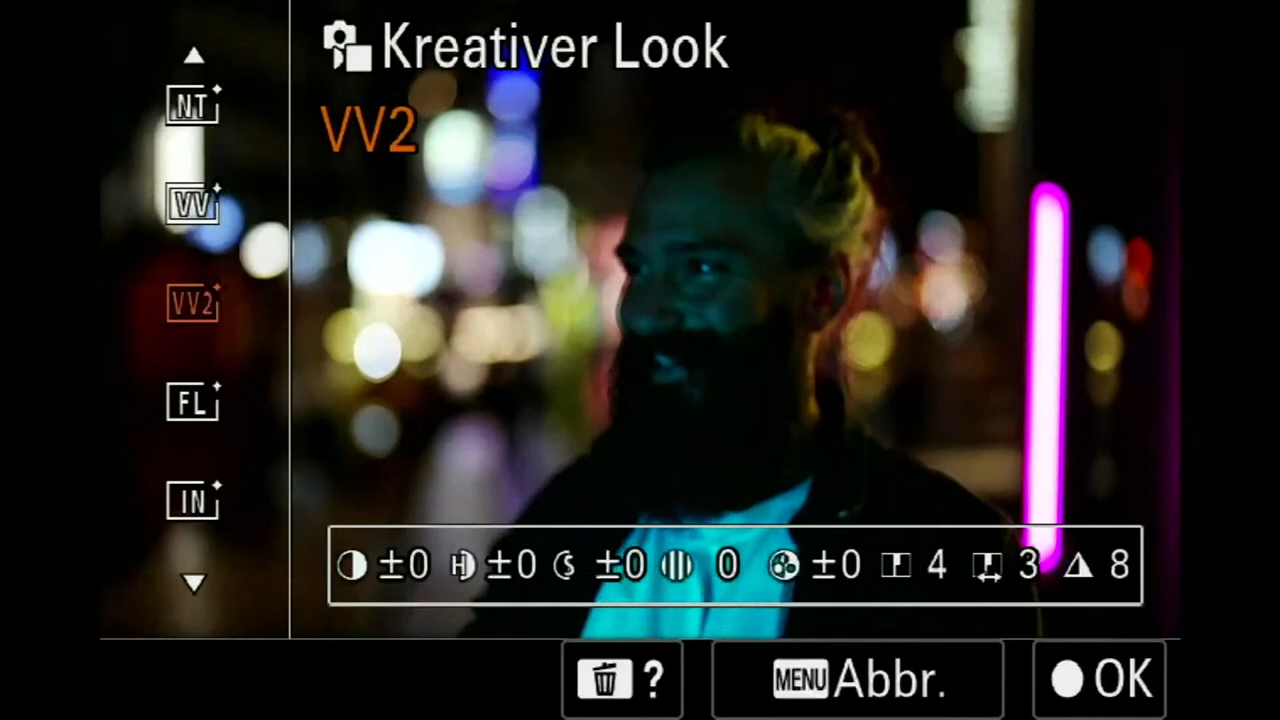 Kreativer Look
VV2
NT
VV
VV2
FL
IN
±0 H ±0 S ±0 0 ±0 4 3 8
? MENU Abbr. OK